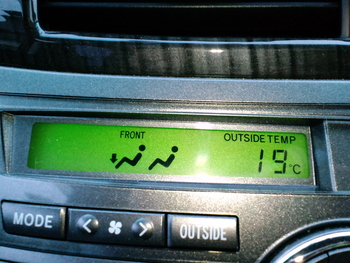 FRONT
OUTSIDE TEMP
19°C
MODE
OUTSIDE